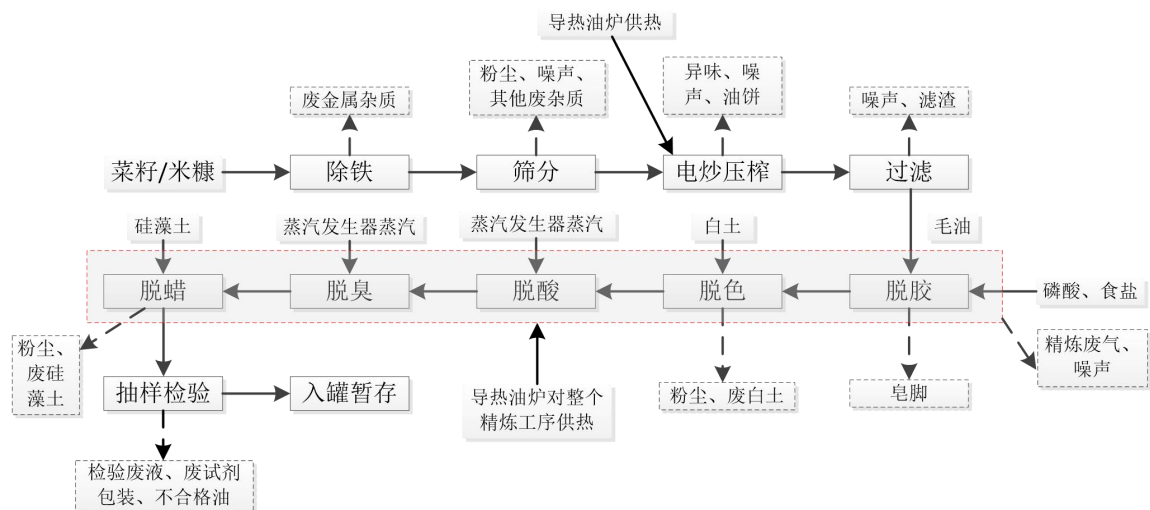 导热油炉供热
废金属杂质
粉尘、噪声、
其他废杂质
异味、噪
声、油饼
噪声、滤渣
菜籽/米糠
除铁
筛分
电炒压榨
过滤
硅藻土
蒸汽发生器蒸汽
蒸汽发生器蒸汽
白土
毛油
脱蜡
脱臭
脱酸
脱色
脱胶
磷酸、食盐
粉尘、
废硅
藻土
抽样检验
入罐暂存
导热油炉对整个
精炼工序供热
粉尘、废白土
皂脚
精炼废气、
噪声
检验废液、废试剂
包装、不合格油